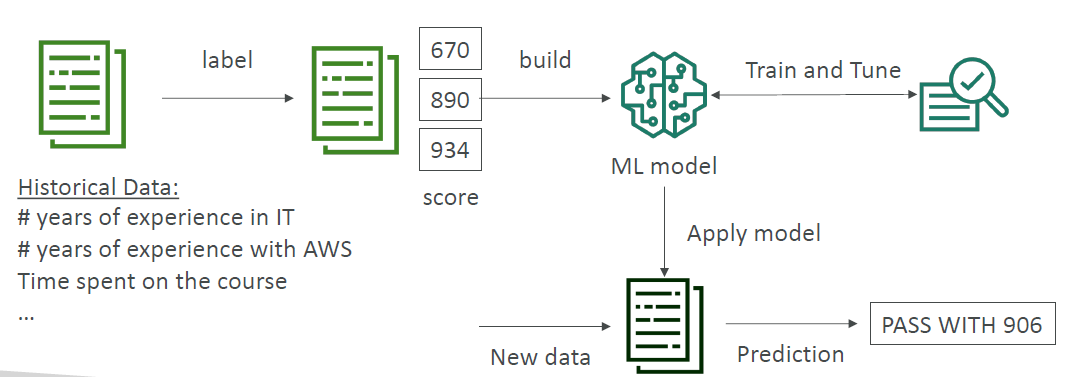 label
670
890
934
score
build
ML model
Train and Tune
Historical Data:
# years of experience in IT
# years of experience with AWS
Time spent on the course
...
Apply model
New data
Prediction
PASS WITH 906